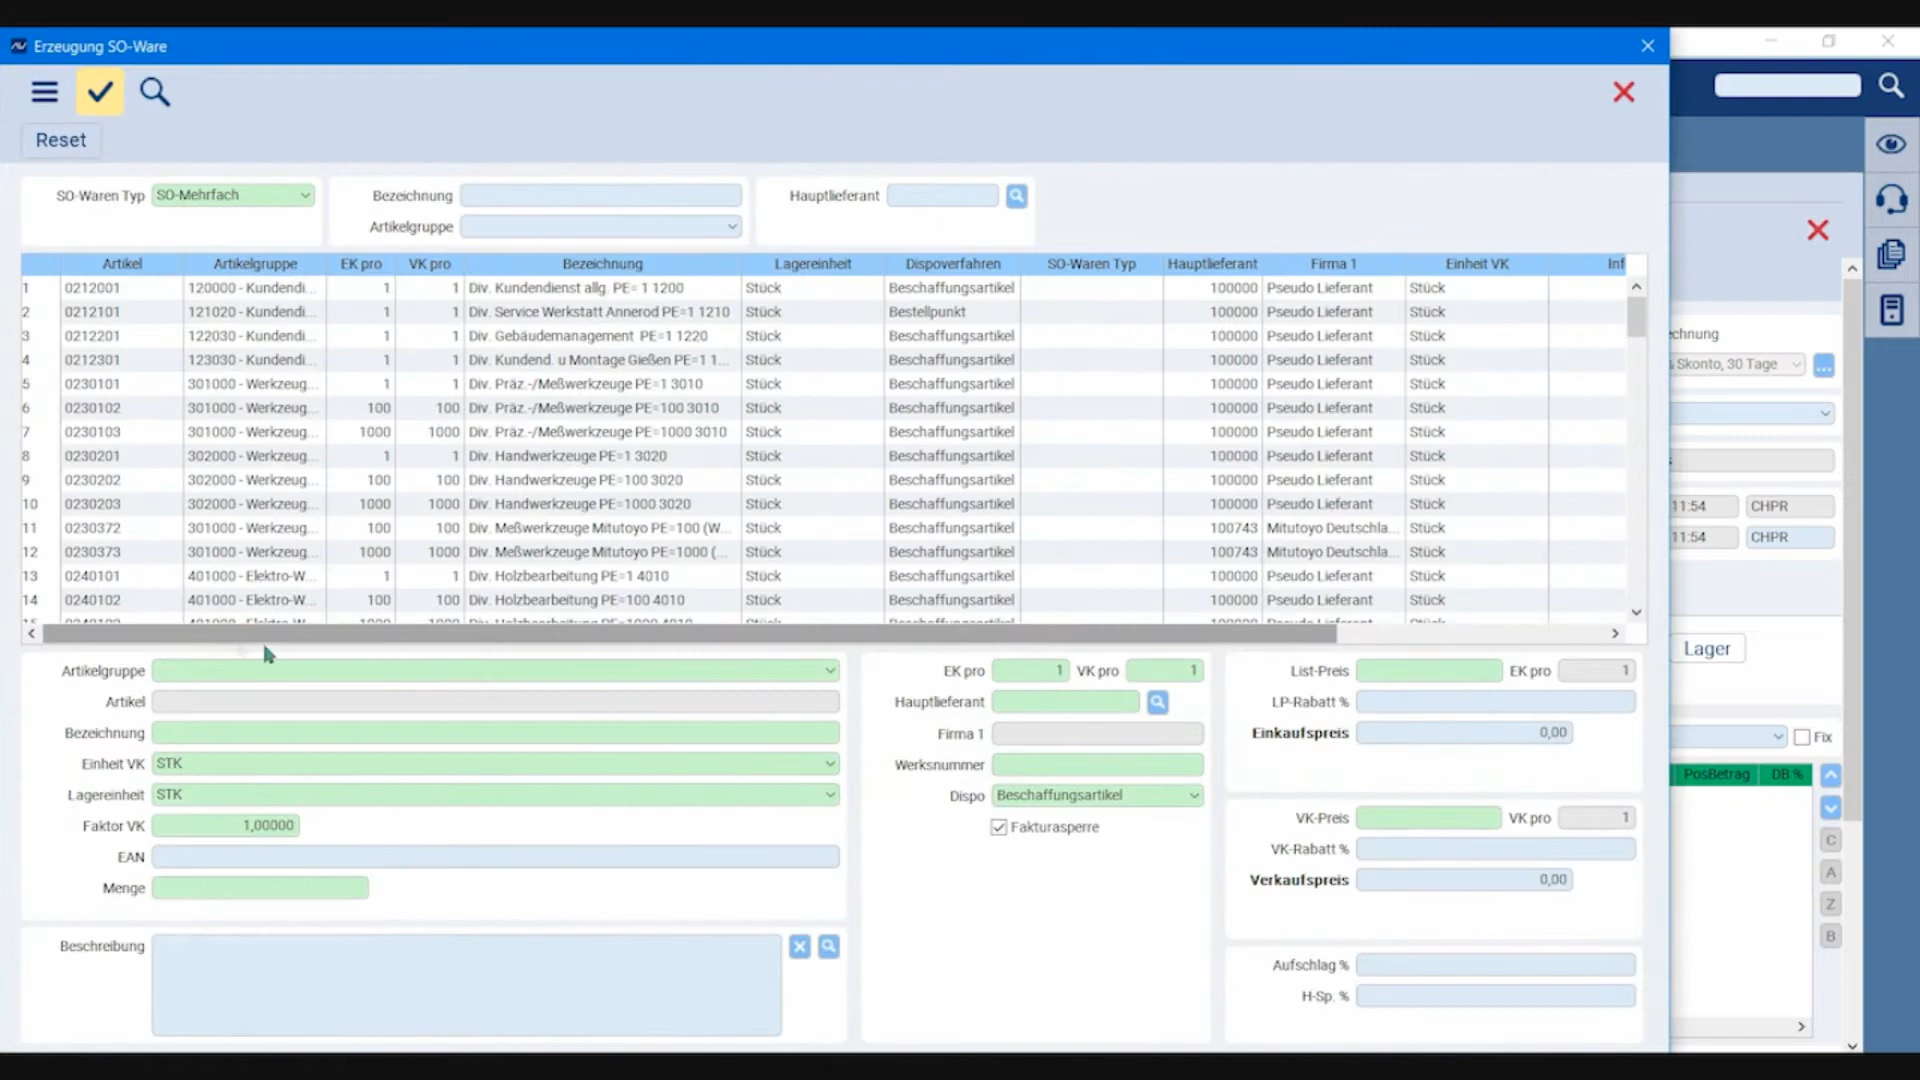 Erzeugung SO-Ware
Reset
SO-Waren Typ SO-Mehrfach Bezeichnung Hauptlieferant
Artikelgruppe
Artikel Artikelgruppe EK pro VK pro Bezeichnung Lagereinheit Dispoverfahren SO-Waren Typ Hauptlieferant Firma 1 Einheit VK Inf
1 0212001 120000 - Kundendi... 1 1 Div. Kundendienst allg. PE= 1 1200 Stück Beschaffungsartikel 100000 Pseudo Lieferant Stück
2 0212101 121020 - Kundendi... 1 1 Div. Service Werkstatt Annerod PE=1 1210 Stück Bestellpunkt 100000 Pseudo Lieferant Stück
3 0212201 122030 - Kundendi... 1 1 Div. Gebäudemanagement PE=1 1220 Stück Beschaffungsartikel 100000 Pseudo Lieferant Stück
4 0212301 123030 - Kundendi... 1 1 Div. Kundend. u Montage Gießen PE=1 1... Stück Beschaffungsartikel 100000 Pseudo Lieferant Stück
5 0230101 301000 - Werkzeug... 1 1 Div. Präz.-/Meßwerkzeuge PE=1 3010 Stück Beschaffungsartikel 100000 Pseudo Lieferant Stück
6 0230102 301000 - Werkzeug... 100 100 Div. Präz.-/Meßwerkzeuge PE=100 3010 Stück Beschaffungsartikel 100000 Pseudo Lieferant Stück
7 0230103 301000 - Werkzeug... 1000 1000 Div. Präz.-/Meßwerkzeuge PE=1000 3010 Stück Beschaffungsartikel 100000 Pseudo Lieferant Stück
8 0230201 302000 - Werkzeug... 1 1 Div. Handwerkzeuge PE=1 3020 Stück Beschaffungsartikel 100000 Pseudo Lieferant Stück
9 0230202 302000 - Werkzeug... 100 100 Div. Handwerkzeuge PE=100 3020 Stück Beschaffungsartikel 100000 Pseudo Lieferant Stück
10 0230203 302000 - Werkzeug... 1000 1000 Div. Handwerkzeuge PE=1000 3020 Stück Beschaffungsartikel 100000 Pseudo Lieferant Stück
11 0230372 301000 - Werkzeug... 100 100 Div. Meßwerkzeuge Mitutoyo PE=100 (W... Stück Beschaffungsartikel 100743 Mitutoyo Deutschla... Stück
12 0230373 301000 - Werkzeug... 1000 1000 Div. Meßwerkzeuge Mitutoyo PE=1000 (... Stück Beschaffungsartikel 100743 Mitutoyo Deutschla... Stück
13 0240101 401000 - Elektro-W... 1 1 Div. Holzbearbeitung PE=1 4010 Stück Beschaffungsartikel 100000 Pseudo Lieferant Stück
14 0240102 401000 - Elektro-W... 100 100 Div. Holzbearbeitung PE=100 4010 Stück Beschaffungsartikel 100000 Pseudo Lieferant Stück
Artikelgruppe
Artikel
Bezeichnung
Einheit VK STK
Lagereinheit STK
Faktor VK 1,00000
EAN
Menge
Beschreibung
EK pro 1 VK pro 1
Hauptlieferant
Firma 1
Werksnummer
Dispo Beschaffungsartikel
Fakturasperre
List-Preis EK pro 1
LP-Rabatt %
Einkaufspreis 0,00
VK-Preis VK pro 1
VK-Rabatt %
Verkaufspreis 0,00
Aufschlag %
H-Sp. %
echnung
Skonto, 30 Tage ...
11:54 CHPR
11:54 CHPR
Lager
Fix
PosBetrag DB %
C
A
Z
B